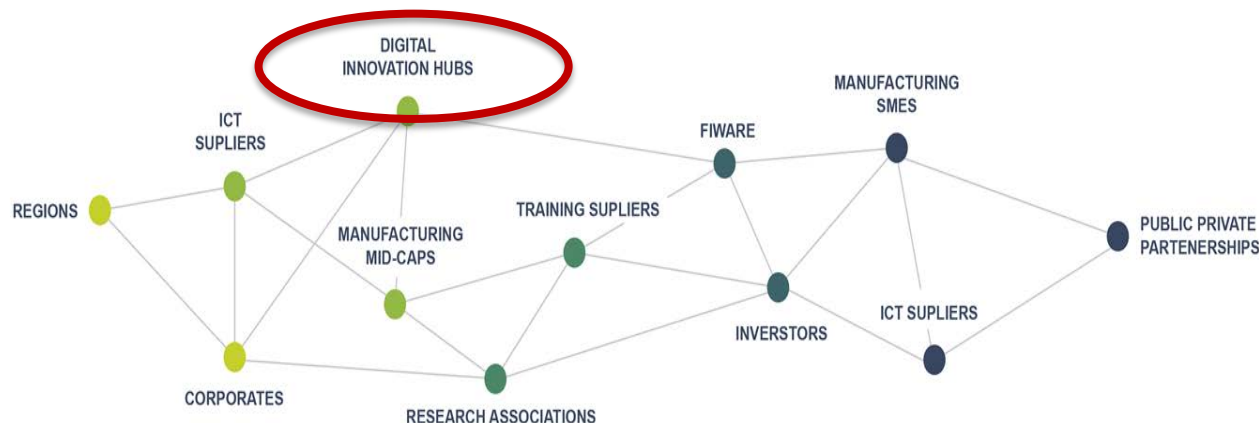 DIGITAL
INNOVATION HUBS
MANUFACTURING
SMES
ICT
SUPLIERS
FIWARE
REGIONS
TRAINING SUPLIERS
MANUFACTURING
MID-CAPS
PUBLIC PRIVATE
PARTENERSHIPS
ICT SUPLIERS
INVERSTORS
CORPORATES
RESEARCH ASSOCIATIONS